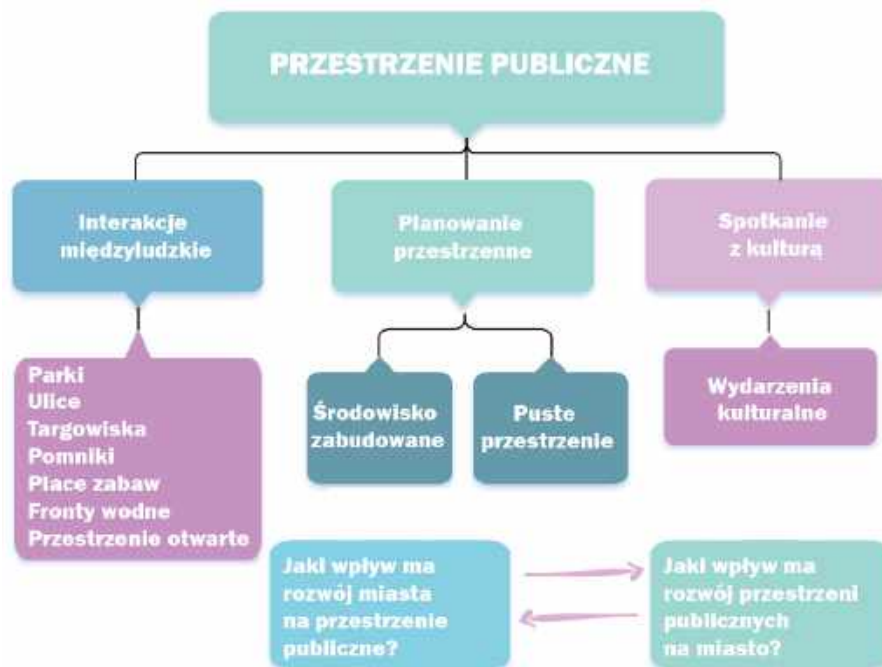 PRZESTRZENIE PUBLICZNE
Interakcje
międzyludzkie
Planowanie
przestrzenne
Spotkanie
z kulturą
Parki
Ulice
Targowiska
Pomniki
Place zabaw
Fronty wodne
Przestrzenie otwarte
Środowisko
zabudowane
Puste
przestrzenie
Wydarzenia
kulturalne
Jaki wpływ ma
rozwój miasta
na przestrzenie
publiczne?
Jaki wpływ ma
rozwój przestrzeni
publicznych
na miasto?